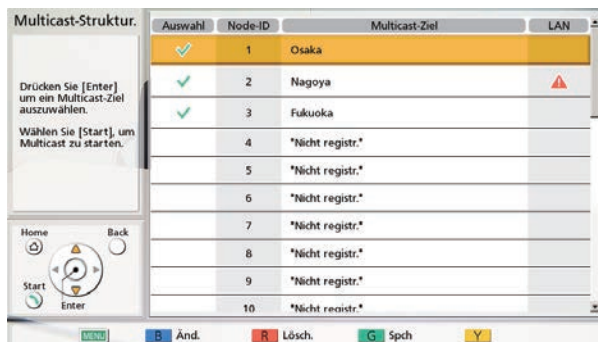 Multicast-Struktur.
Auswahl Node-ID Multicast-Ziel LAN
1 Osaka
2 Nagoya
3 Fukuoka
4 *Nicht registr.*
5 *Nicht registr.*
6 *Nicht registr.*
7 *Nicht registr.*
8 *Nicht registr.*
9 *Nicht registr.*
10 *Nicht registr.*
Drücken Sie [Enter]
um ein Multicast-Ziel
auszuwählen.
Wählen Sie [Start], um
Multicast zu starten.
Home Back
Start
Enter
MENU B Änd. R Lösch. G Spch Y